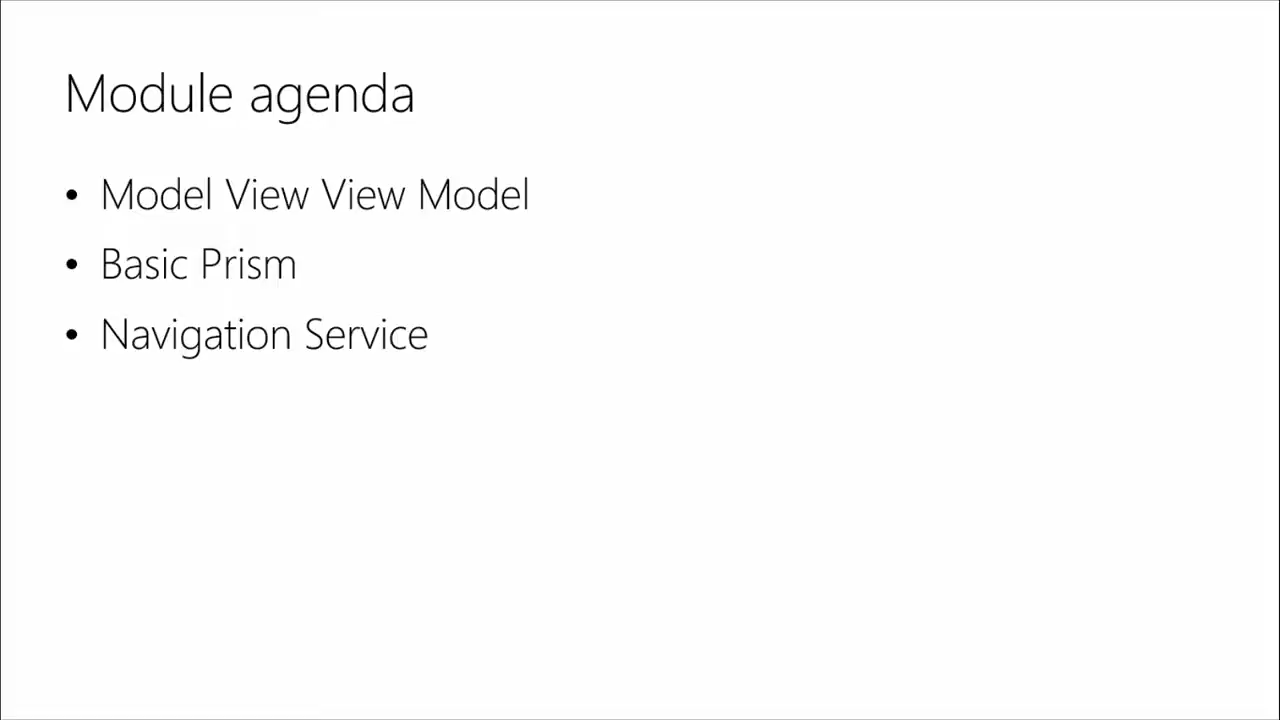 Module agenda
• Model View View Model
• Basic Prism
• Navigation Service